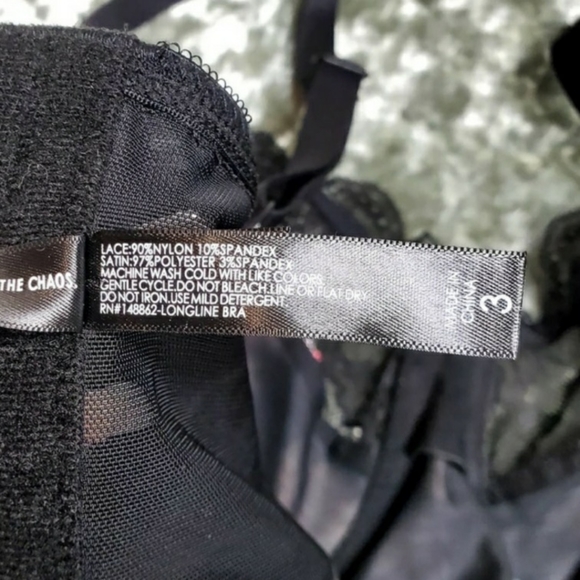 THE CHAOS.
LACE:90%NYLON 10%SPANDEX
SATIN:97%POLYESTER 3%SPANDEX
MACHINE WASH COLD WITH LIKE COLORS
GENTLE CYCLE.DO NOT BLEACH.LINE OR FLAT DRY
DO NOT IRON.USE MILD DETERGENT.
RN#148862-LONGLINE BRA
MADE IN
CHINA
3